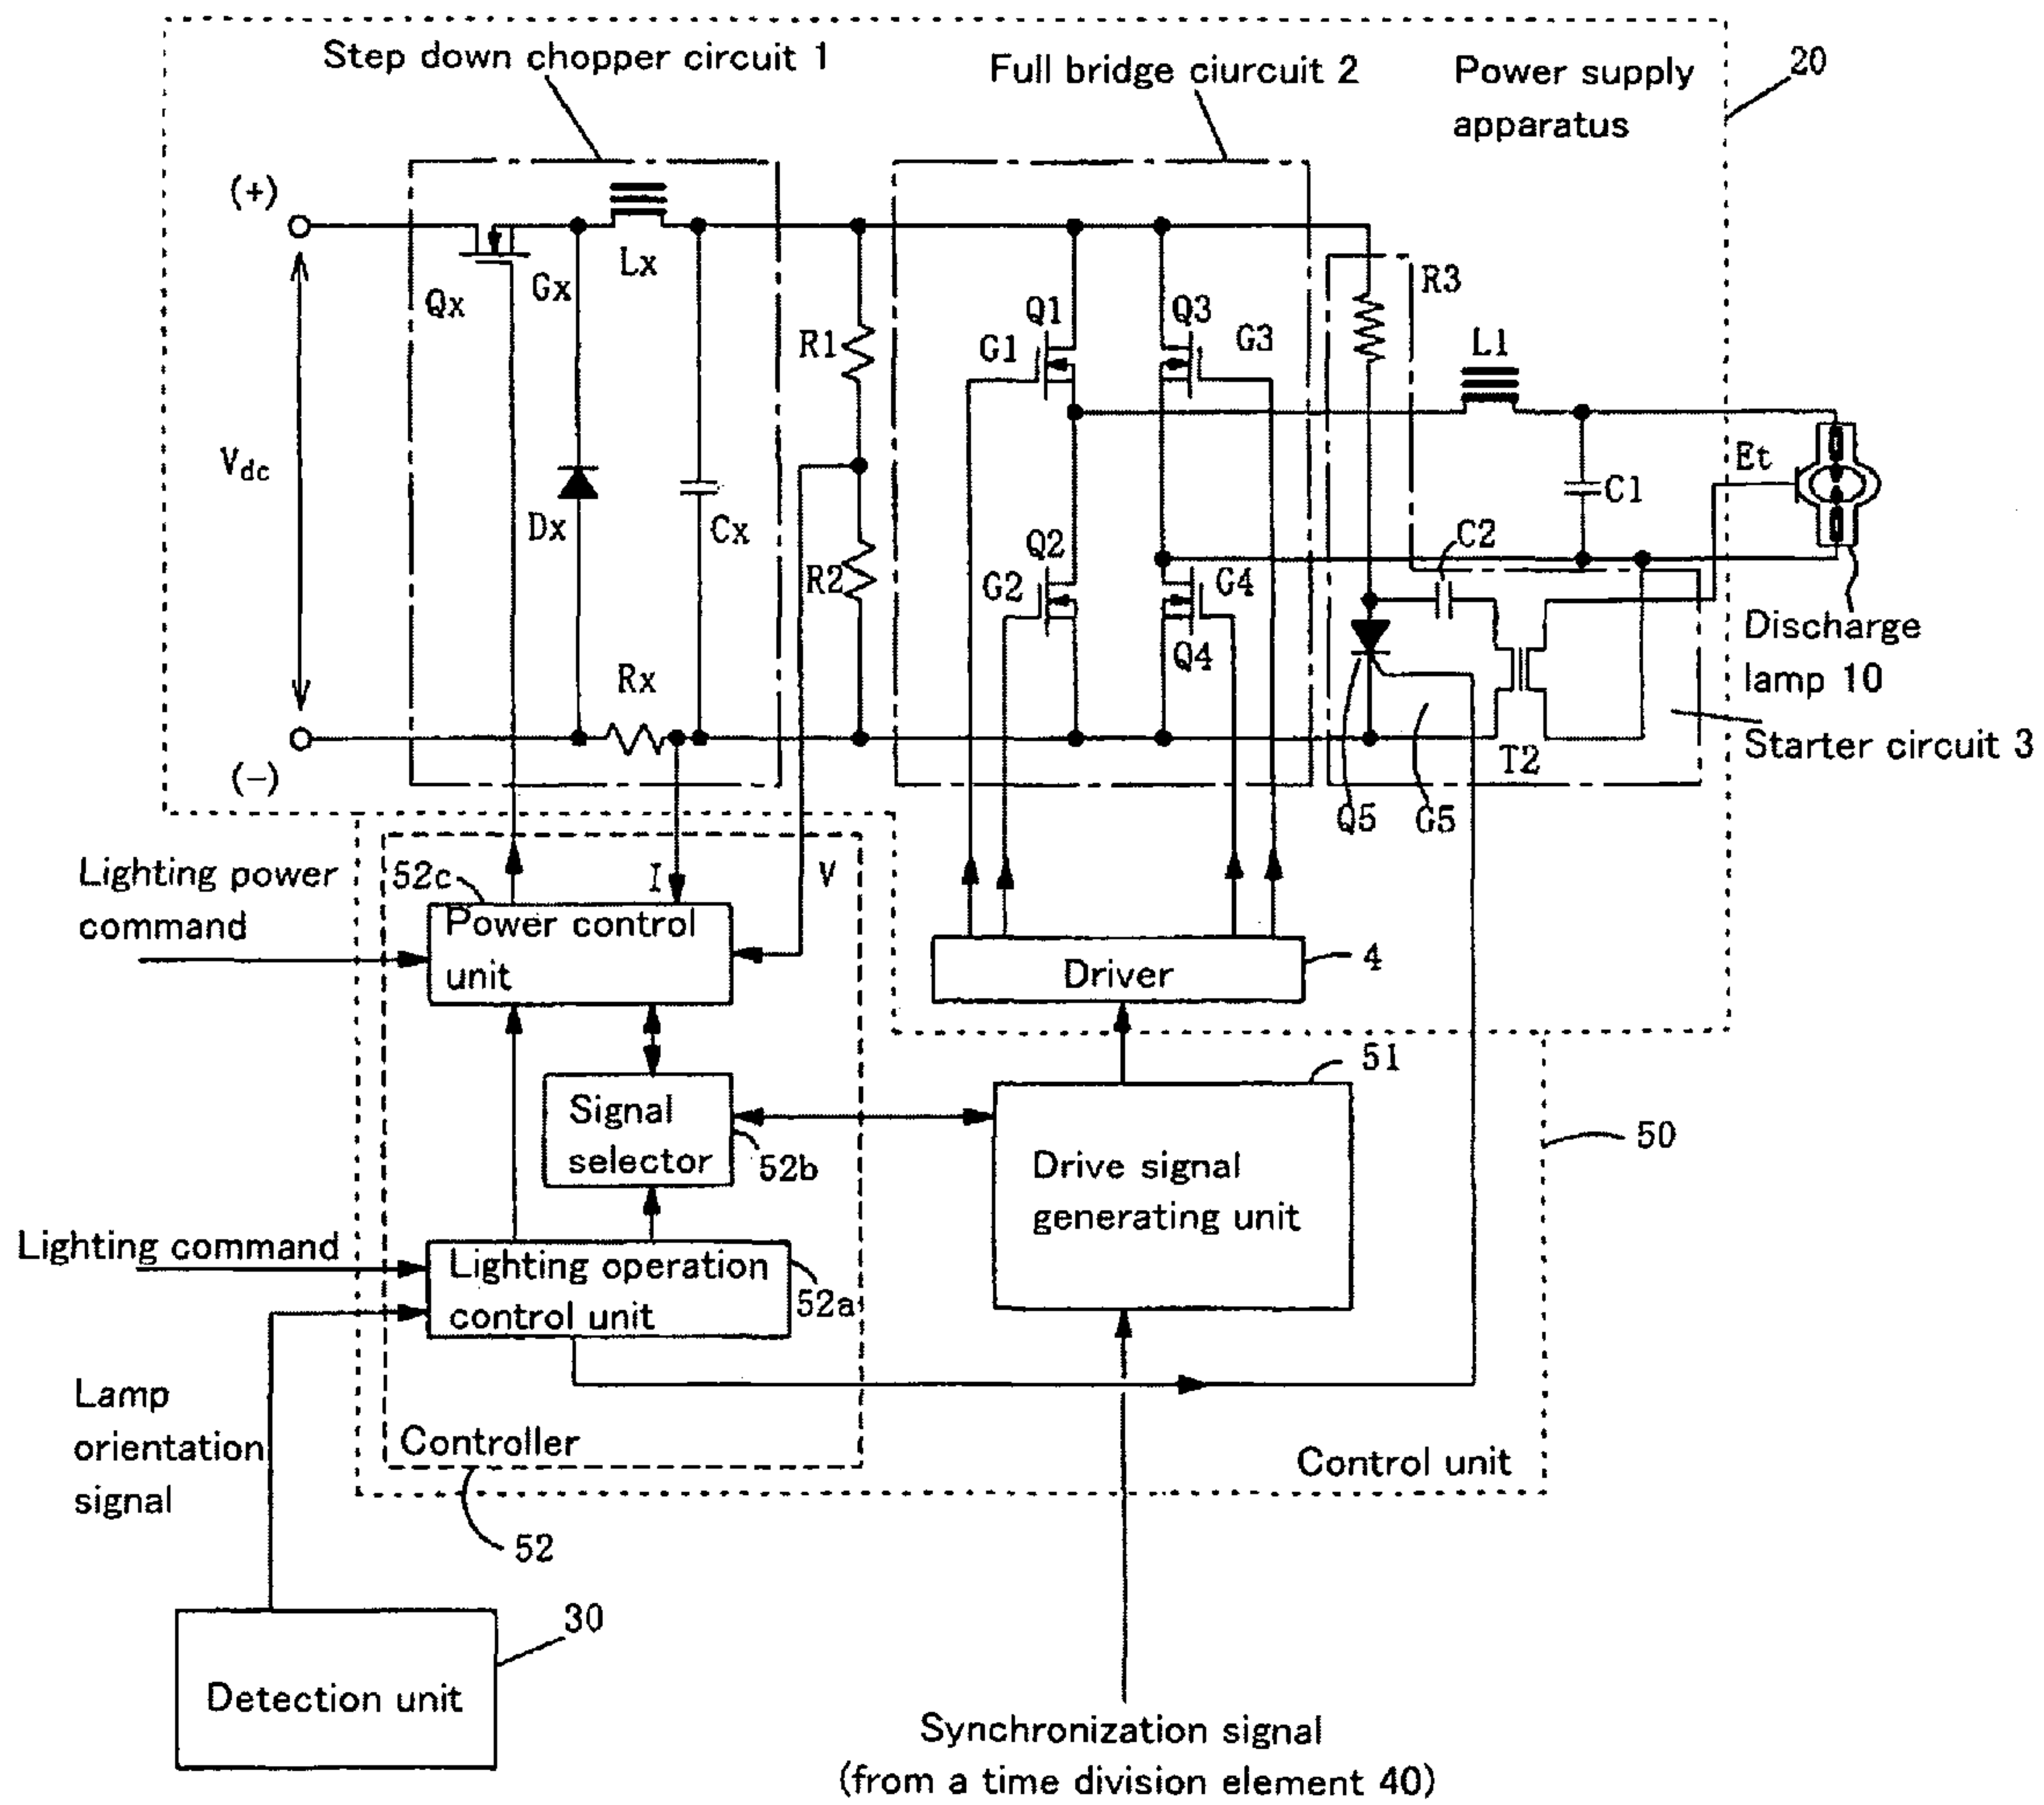 Step down chopper circuit 1
Full bridge ciurcuit 2
Power supply
apparatus
20
(+)
Qx
Gx
Lx
R1
Q1
G1
Q3
G3
R3
L1
Vdc
Dx
Cx
R2
Q2
G2
G4
Q4
C2
C1
Et
Rx
Discharge
lamp 10
(-)
T2
Starter circuit 3
Q5
G5
Lighting power
command
52c
I
V
Power control
unit
Driver
4
Signal
selector
52b
51
Drive signal
generating unit
50
Lighting command
Lighting operation
control unit
52a
Lamp
orientation
signal
Controller
Control unit
52
30
Detection unit
Synchronization signal
(from a time division element 40)